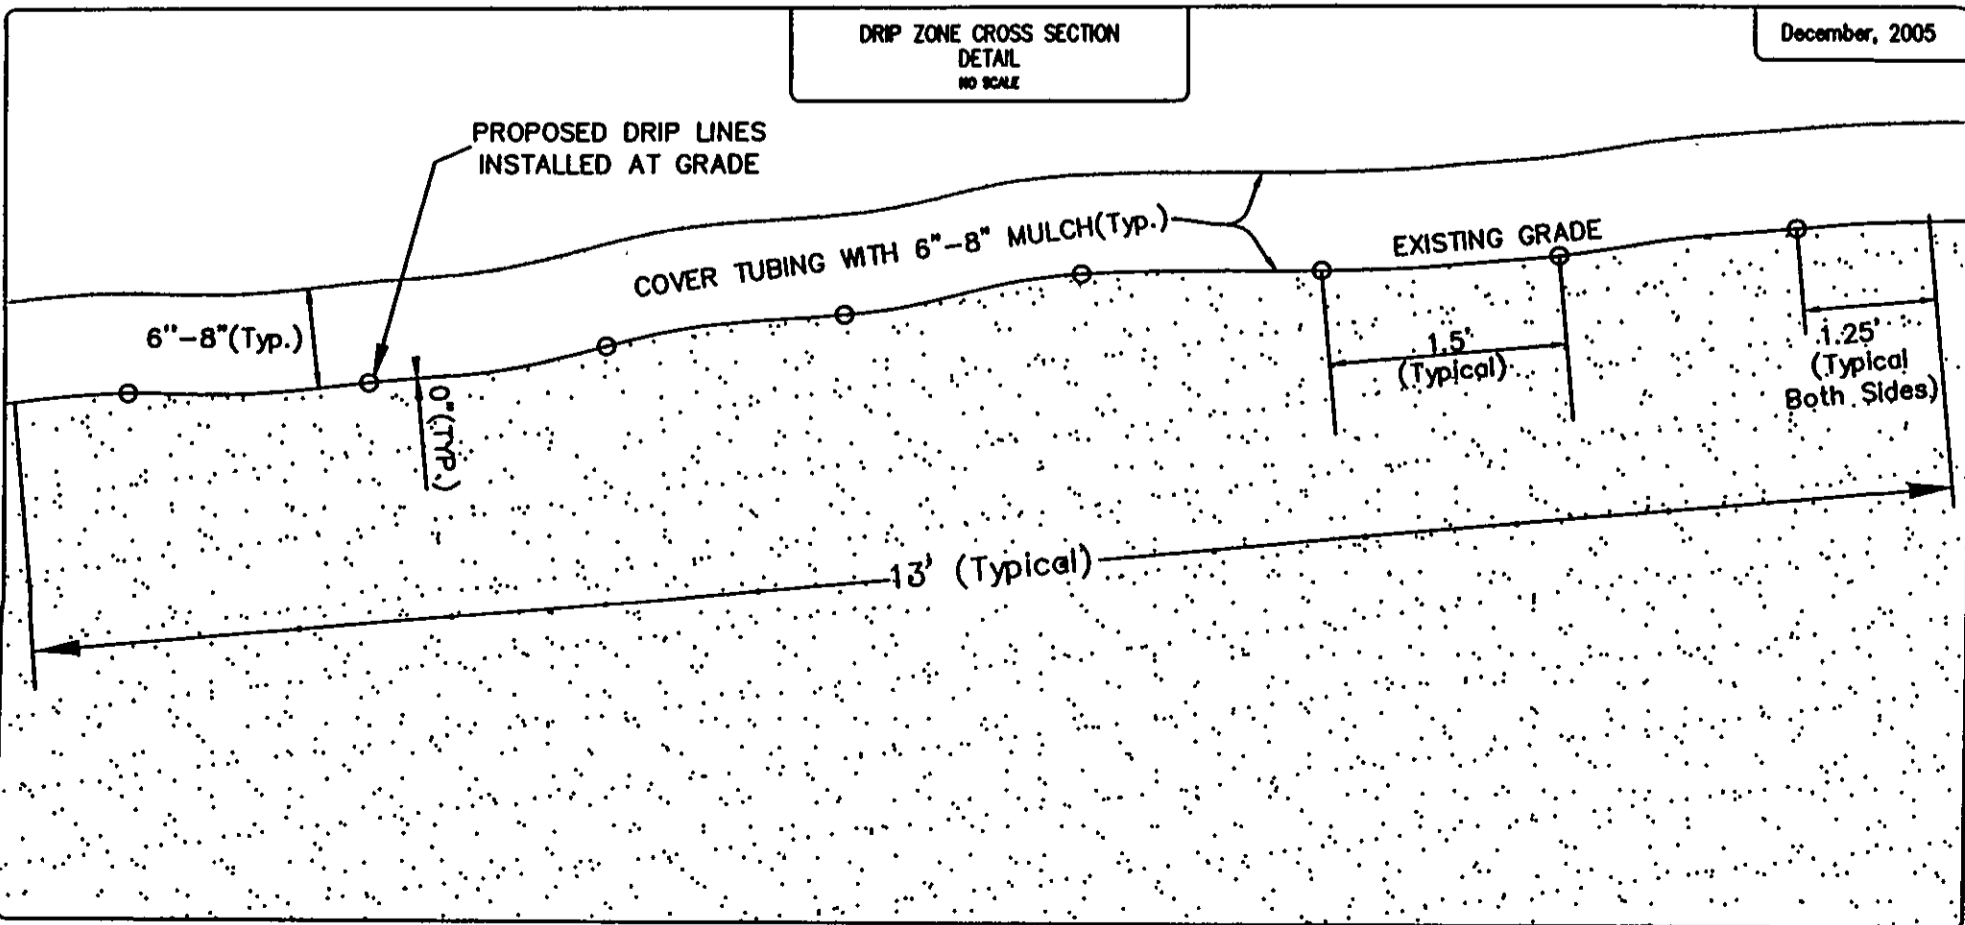 DRIP ZONE CROSS SECTION
DETAIL
NO SCALE
December, 2005
PROPOSED DRIP LINES
INSTALLED AT GRADE
COVER TUBING WITH 6"-8" MULCH(Typ.)
EXISTING GRADE
6"-8"(Typ.)
0"(TYP.)
1.5'
(Typical)
1.25'
(Typical
Both Sides)
13' (Typical)